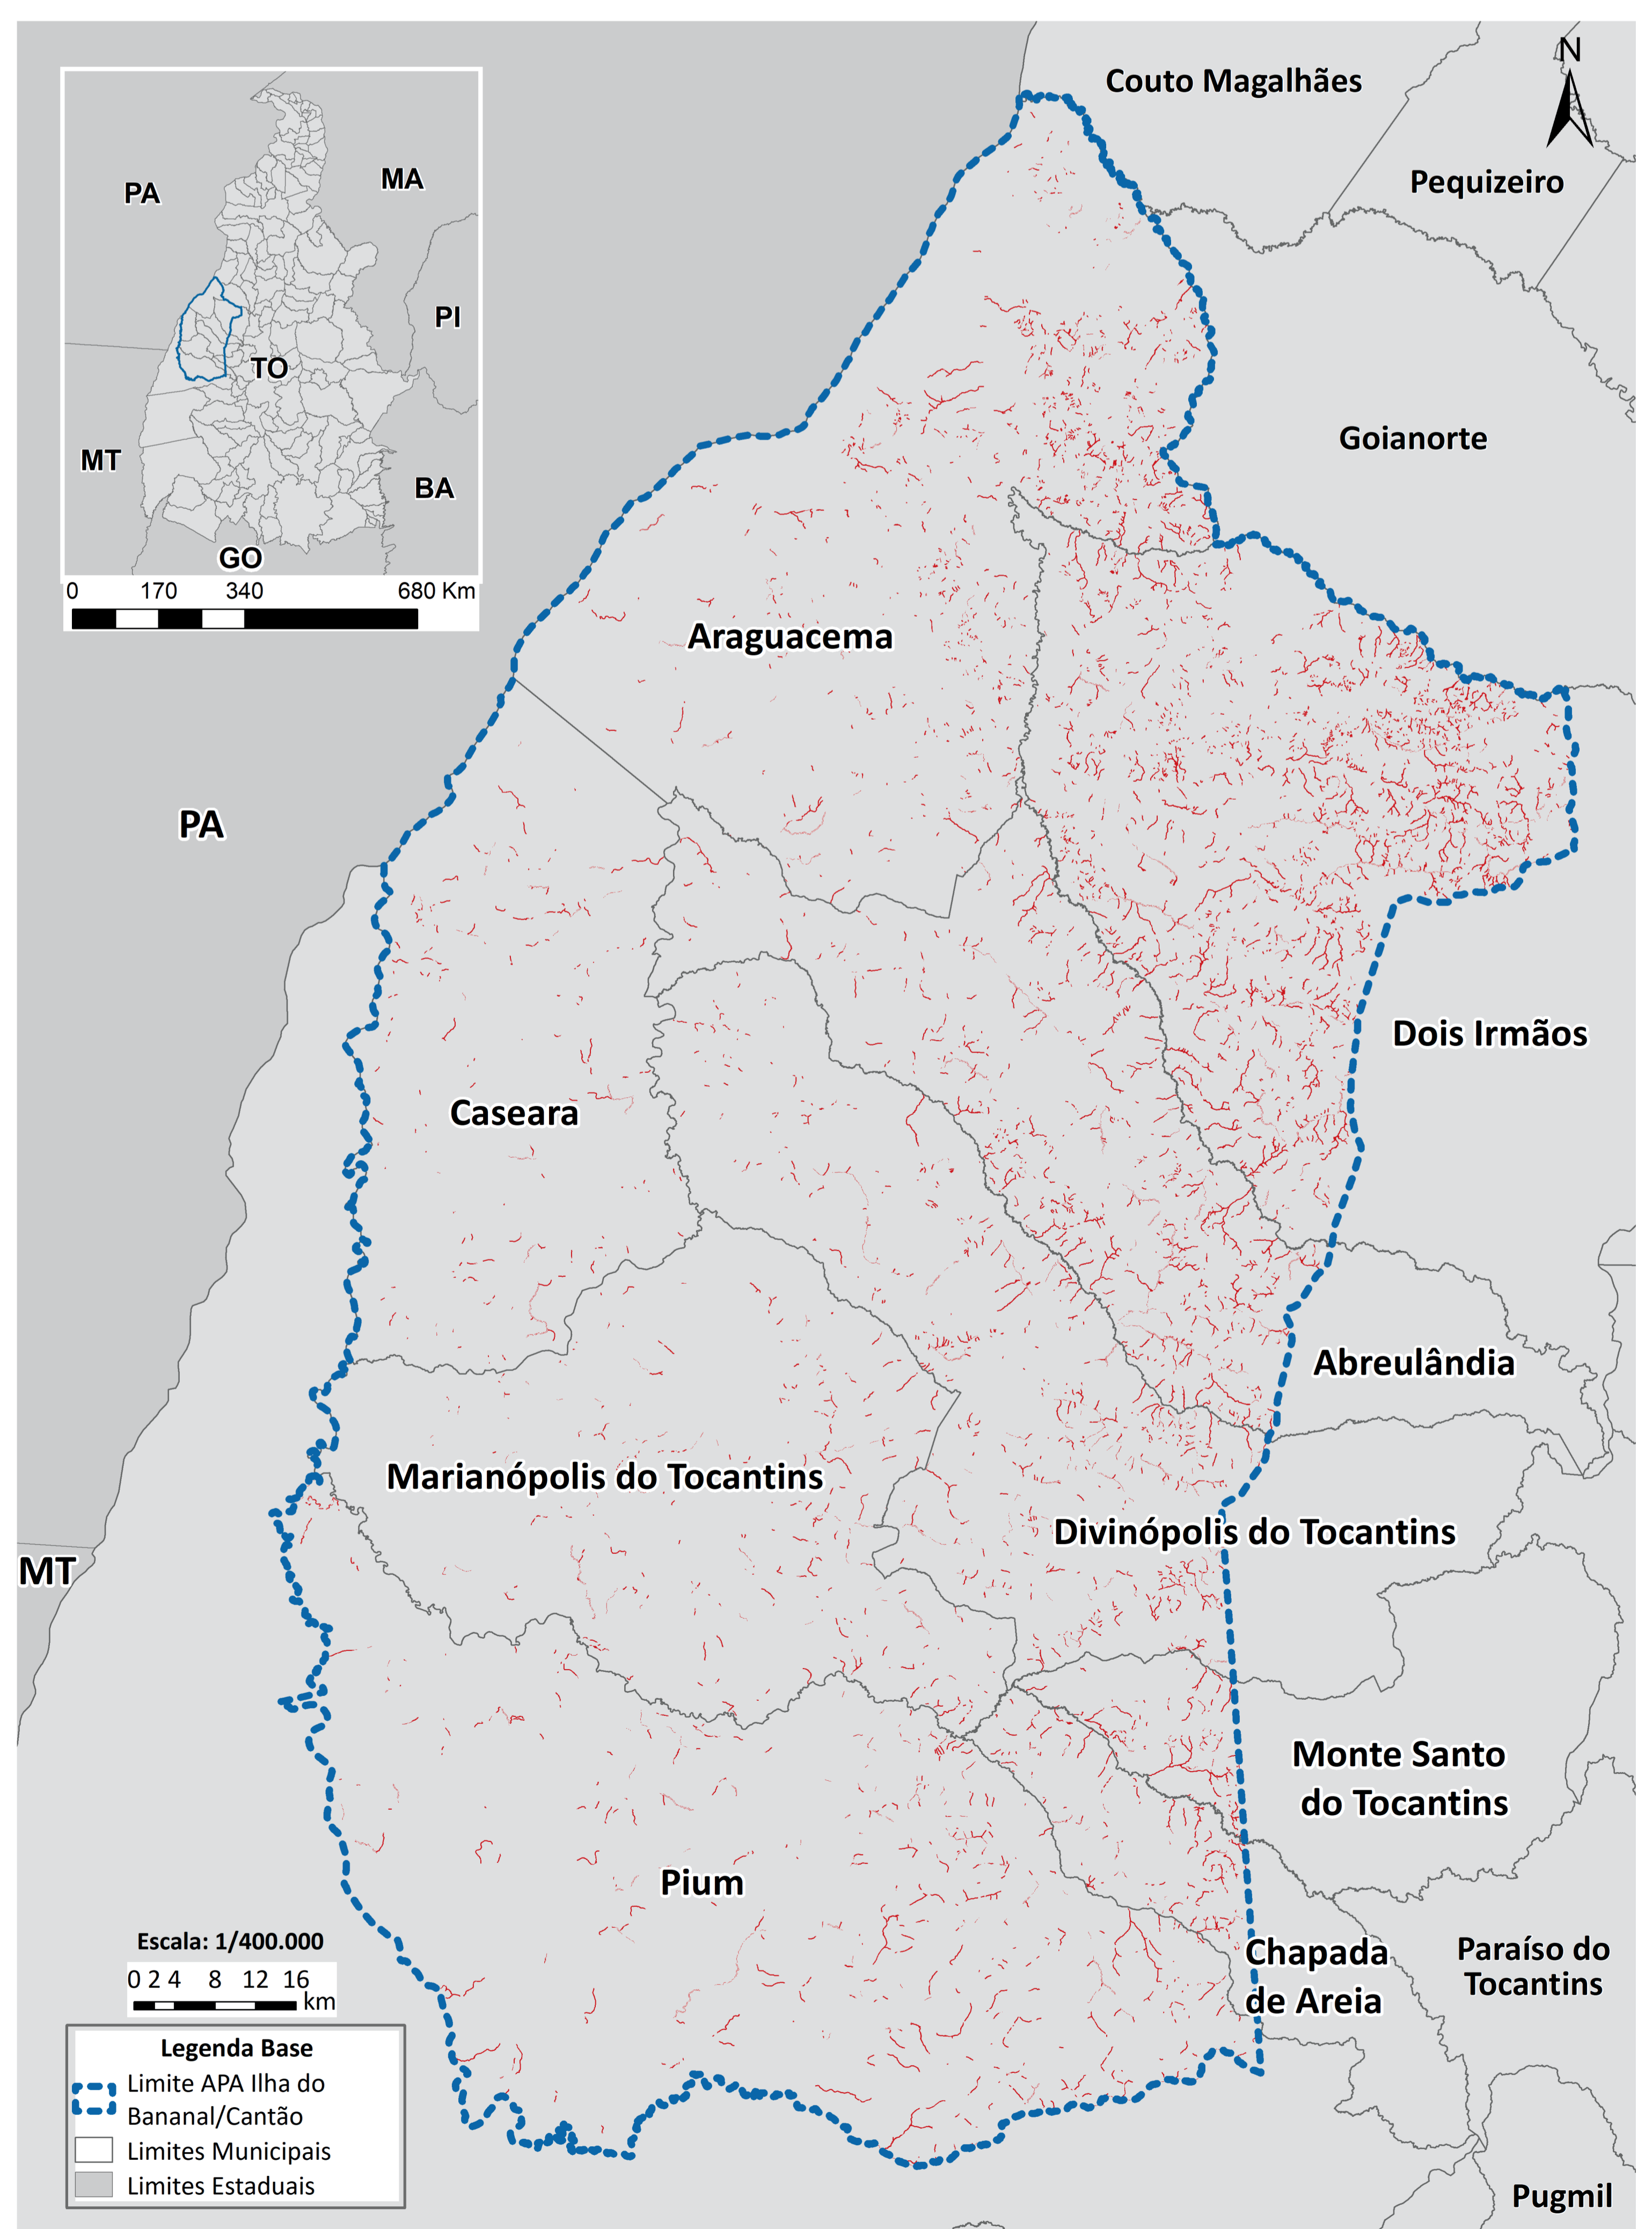 N
Couto Magalhães
Pequizeiro
PA
MA
PI
TO
MT
BA
GO
0 170 340 680 Km
Goianorte
Araguacema
PA
Dois Irmãos
Caseara
Abreulândia
Marianópolis do Tocantins
Divinópolis do Tocantins
MT
Monte Santo
do Tocantins
Pium
Chapada
de Areia
Paraíso do
Tocantins
Escala: 1/400.000
0 2 4 8 12 16
km
Legenda Base
Limite APA Ilha do
Bananal/Cantão
Limites Municipais
Limites Estaduais
Pugmil